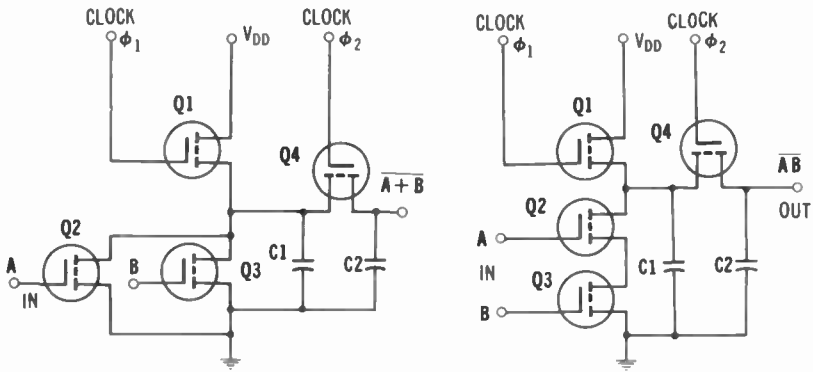 CLOCK
ϕ1
VDD
CLOCK
ϕ2
Q1
Q4
A + B
Q2
A
IN
B
Q3
C1
C2
CLOCK
ϕ1
VDD
CLOCK
ϕ2
Q1
Q4
AB
OUT
Q2
A
IN
C1
C2
Q3
B